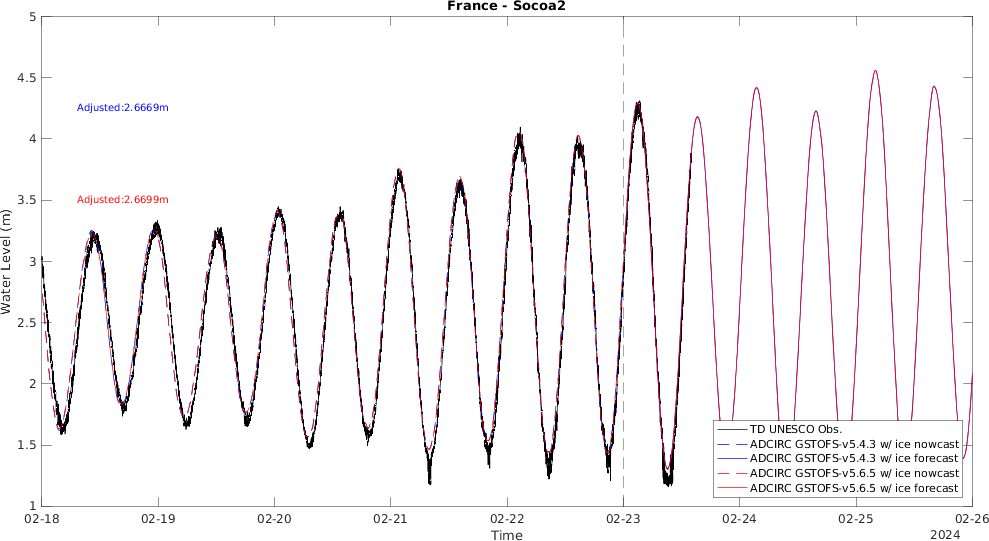 France - Socoa2
5
4.5
4
3.5
3
2.5
2
1.5
1
Water Level (m)
Adjusted:2.6669m
Adjusted:2.6699m
TD UNESCO Obs.
ADCIRC GSTOFS-v5.4.3 w/ ice nowcast
ADCIRC GSTOFS-v5.4.3 w/ ice forecast
ADCIRC GSTOFS-v5.6.5 w/ ice nowcast
ADCIRC GSTOFS-v5.6.5 w/ ice forecast
02-18 02-19 02-20 02-21 02-22 02-23 02-24 02-25 02-26
Time
2024